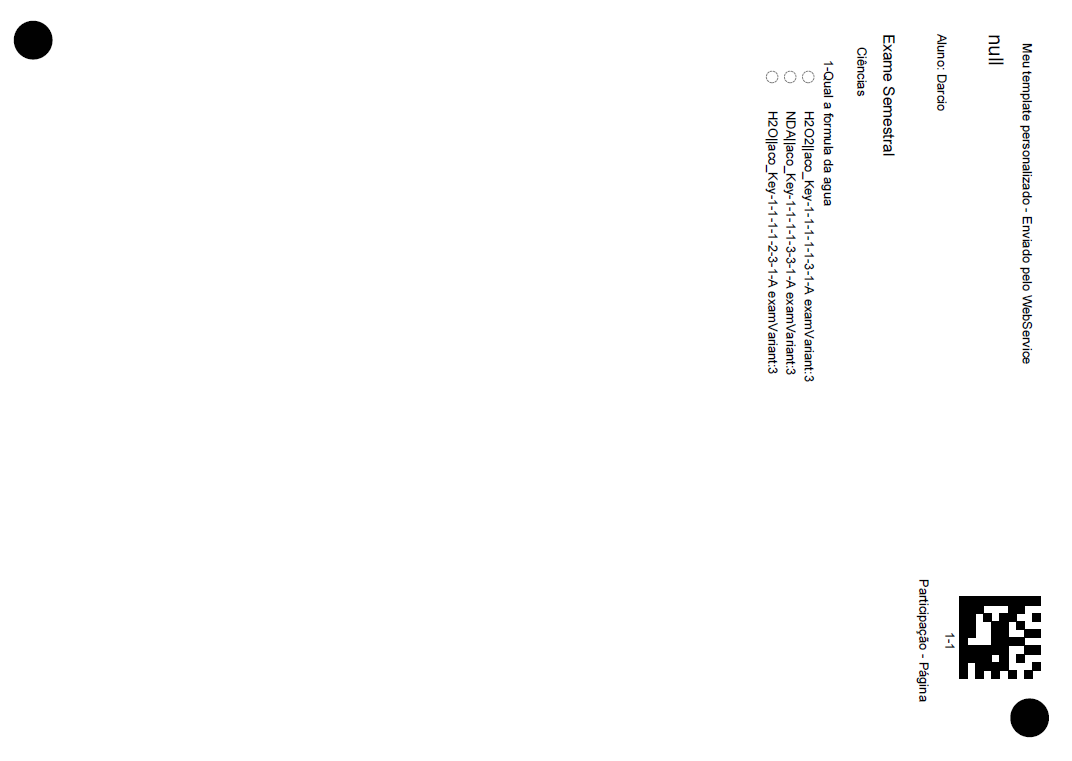 Meu template personalizado - Enviado pelo WebService
null
Aluno: Darcio
1-1
Participação - Página
Exame Semestral
Ciências
1-Qual a formula da agua
H2O2||aco_Key-1-1-1-1-1-3-1-A examVariant:3
NDA||aco_Key-1-1-1-1-3-3-1-A examVariant:3
H2O||aco_Key-1-1-1-1-2-3-1-A examVariant:3